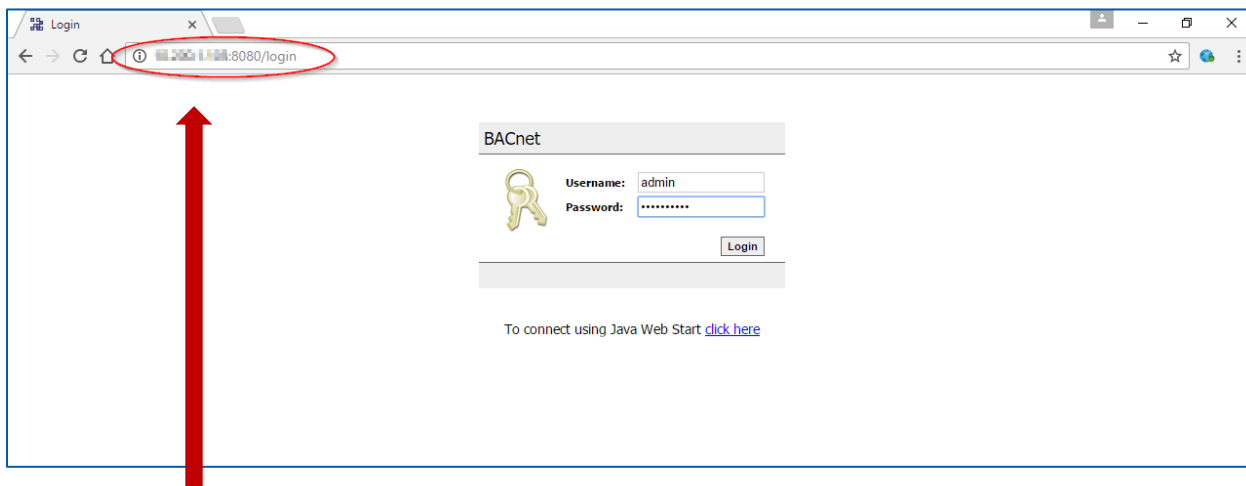 Login
:8080/login
BACnet
Username: admin
Password: ••••••••••
Login
To connect using Java Web Start click here